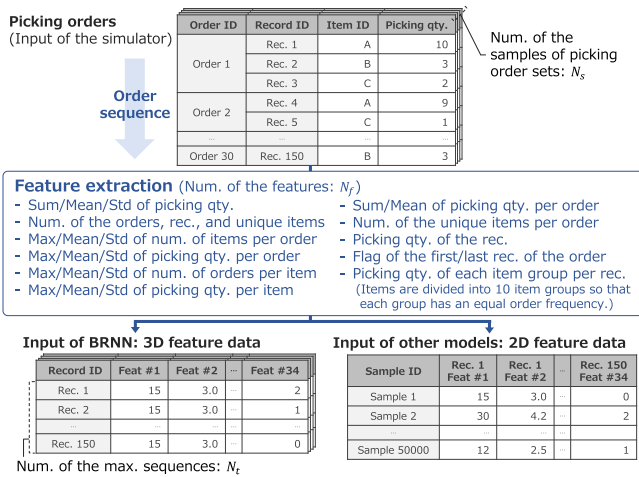 Picking orders
(Input of the simulator)
Order
sequence
Order ID Record ID Item ID Picking qty.
Order 1 Rec. 1 A 10
Rec. 2 B 3
Rec. 3 C 2
Order 2 Rec. 4 A 9
Rec. 5 C 1
... ... ... ...
Order 30 Rec. 150 B 3
Num. of the
samples of picking
order sets: Nₛ
Feature extraction (Num. of the features: N_f)
- Sum/Mean/Std of picking qty.
- Num. of the orders, rec., and unique items
- Max/Mean/Std of num. of items per order
- Max/Mean/Std of picking qty. per order
- Max/Mean/Std of num. of orders per item
- Max/Mean/Std of picking qty. per item
- Sum/Mean of picking qty. per order
- Num. of the unique items per order
- Picking qty. of the rec.
- Flag of the first/last rec. of the order
- Picking qty. of each item group per rec.
(Items are divided into 10 item groups so that
each group has an equal order frequency.)
Input of BRNN: 3D feature data
Record ID Feat #1 Feat #2 ... Feat #34
Rec. 1 15 3.0 ... 2
Rec. 2 15 3.0 ... 1
... ... ... ...
Rec. 150 15 3.0 ... 0
Num. of the max. sequences: Nₜ
Input of other models: 2D feature data
Sample ID Rec. 1 Feat #1 Rec. 1 Feat #2 ... Rec. 150 Feat #34
Sample 1 15 3.0 ... 0
Sample 2 30 4.2 ... 2
... ... ... ...
Sample 50000 12 2.5 ... 1